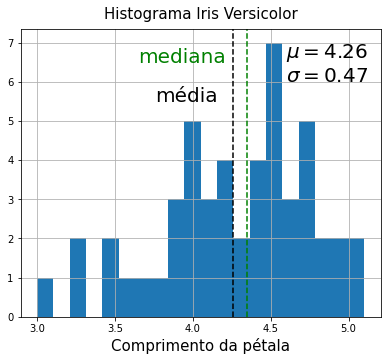 Histograma Iris Versicolor
7
6
5
4
3
2
1
0
mediana
média
μ = 4.26
σ = 0.47
3.0 3.5 4.0 4.5 5.0
Comprimento da pétala